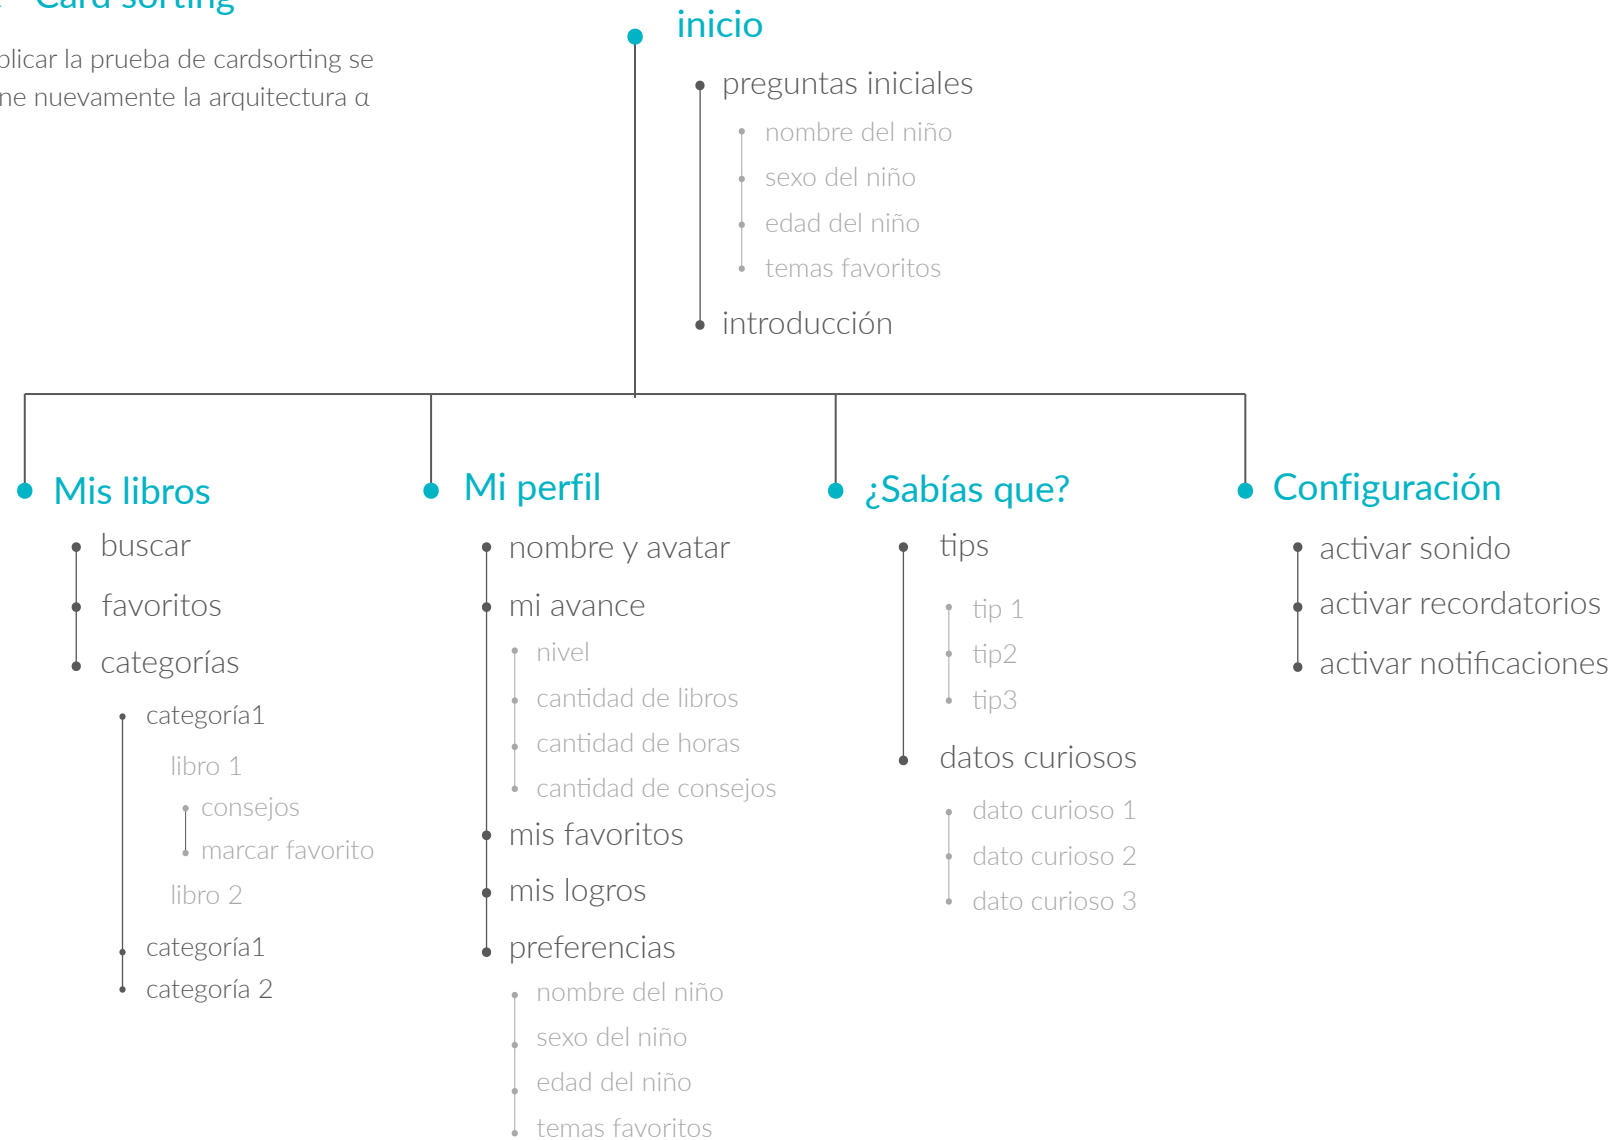 Card sorting
la prueba de cardsorting se
nuevamente la arquitectura α
inicio
preguntas iniciales
nombre del niño
sexo del niño
edad del niño
temas favoritos
introducción
Mis libros
buscar
favoritos
categorías
categoría1
libro 1
consejos
marcar favorito
libro 2
categoría1
categoría 2
Mi perfil
nombre y avatar
mi avance
nivel
cantidad de libros
cantidad de horas
cantidad de consejos
mis favoritos
mis logros
preferencias
nombre del niño
sexo del niño
edad del niño
temas favoritos
¿Sabías que?
tips
tip 1
tip2
tip3
datos curiosos
dato curioso 1
dato curioso 2
dato curioso 3
Configuración
activar sonido
activar recordatorios
activar notificaciones